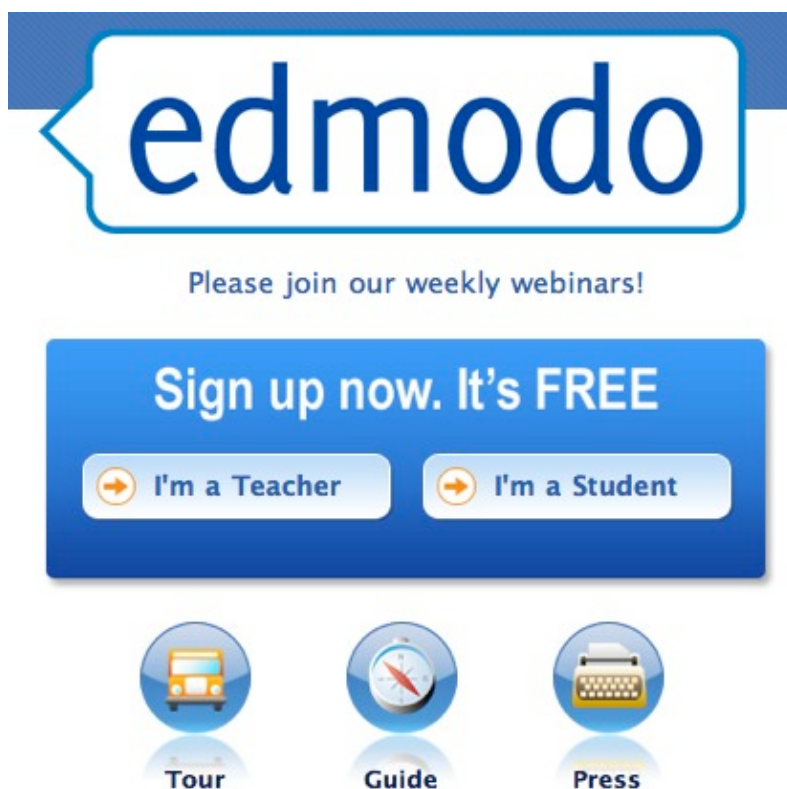 edmodo
Please join our weekly webinars!
Sign up now. It's FREE
I'm a Teacher I'm a Student
Tour Guide Press